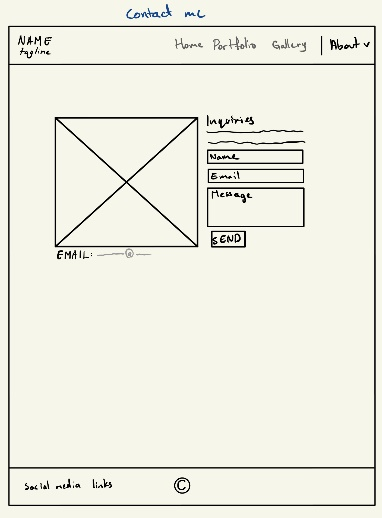 Contact me
NAME
tagline
Home Portfolio Gallery | About v
Inquiries
Name
Email
Message
SEND
EMAIL: @
Social media links ©